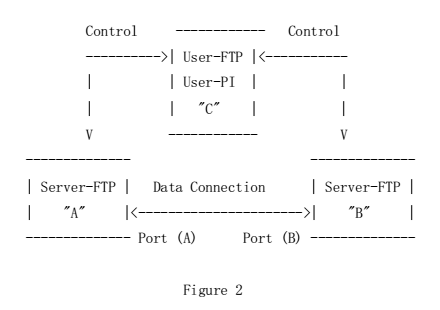 Control ------------ Control
---------->| User-FTP |<-----------
| | User-PI | |
| | "C" | |
V ------------ V
-------------- --------------
| Server-FTP | Data Connection | Server-FTP |
| "A" |<---------------------->| "B" |
-------------- Port (A) Port (B) --------------
Figure 2